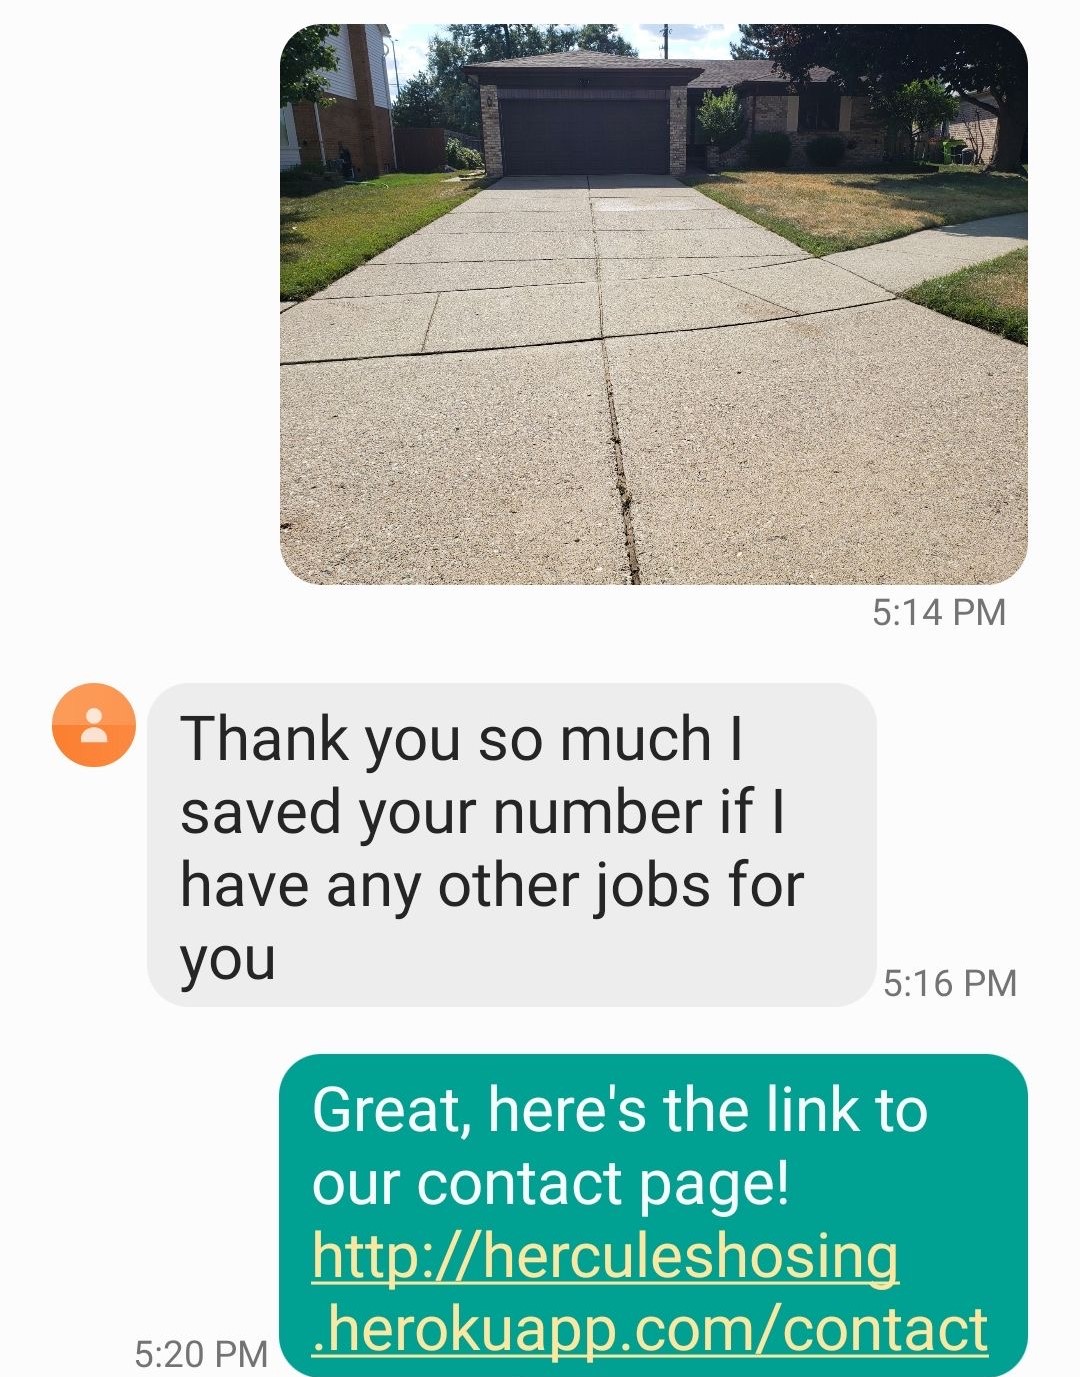 5:14 PM
Thank you so much I
saved your number if I
have any other jobs for
you
5:16 PM
Great, here's the link to
our contact page!
http://herculeshosing
.herokuapp.com/contact
5:20 PM